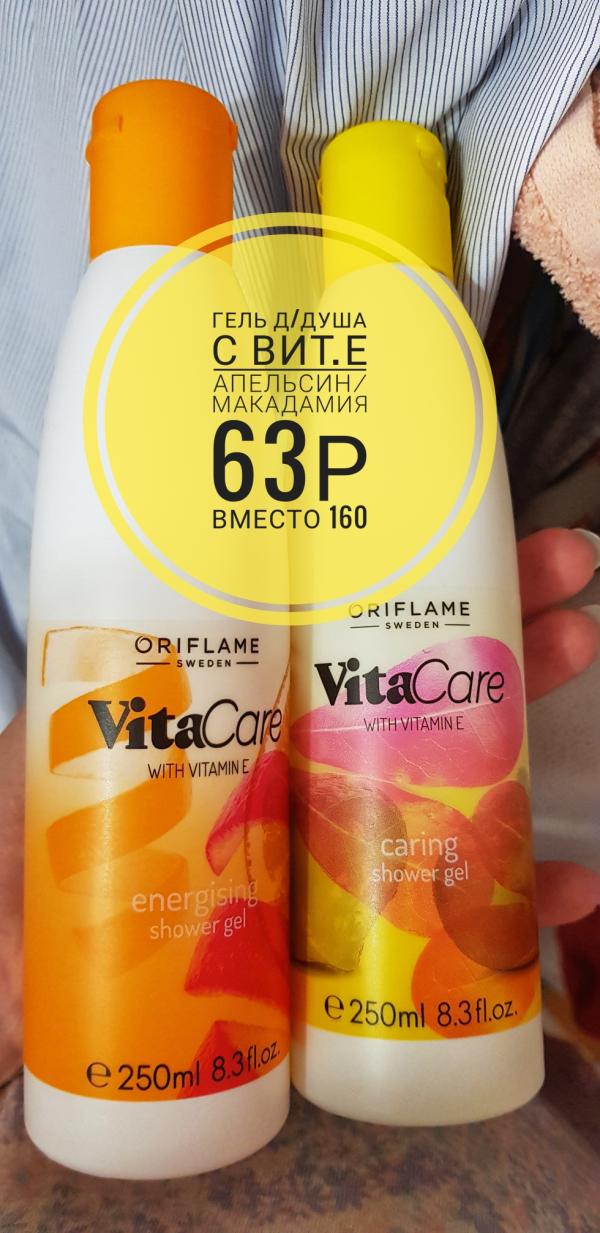 ГЕЛЬ Д/ДУША
С ВИТ.Е
АПЕЛЬСИН/
МАКАДАМИЯ
63Р
ВМЕСТО 160
ORIFLAME
SWEDEN
VitaCare
WITH VITAMIN E
energising
shower gel
℮ 250ml 8.3fl.oz.
ORIFLAME
SWEDEN
VitaCare
WITH VITAMIN E
caring
shower gel
℮ 250ml 8.3fl.oz.